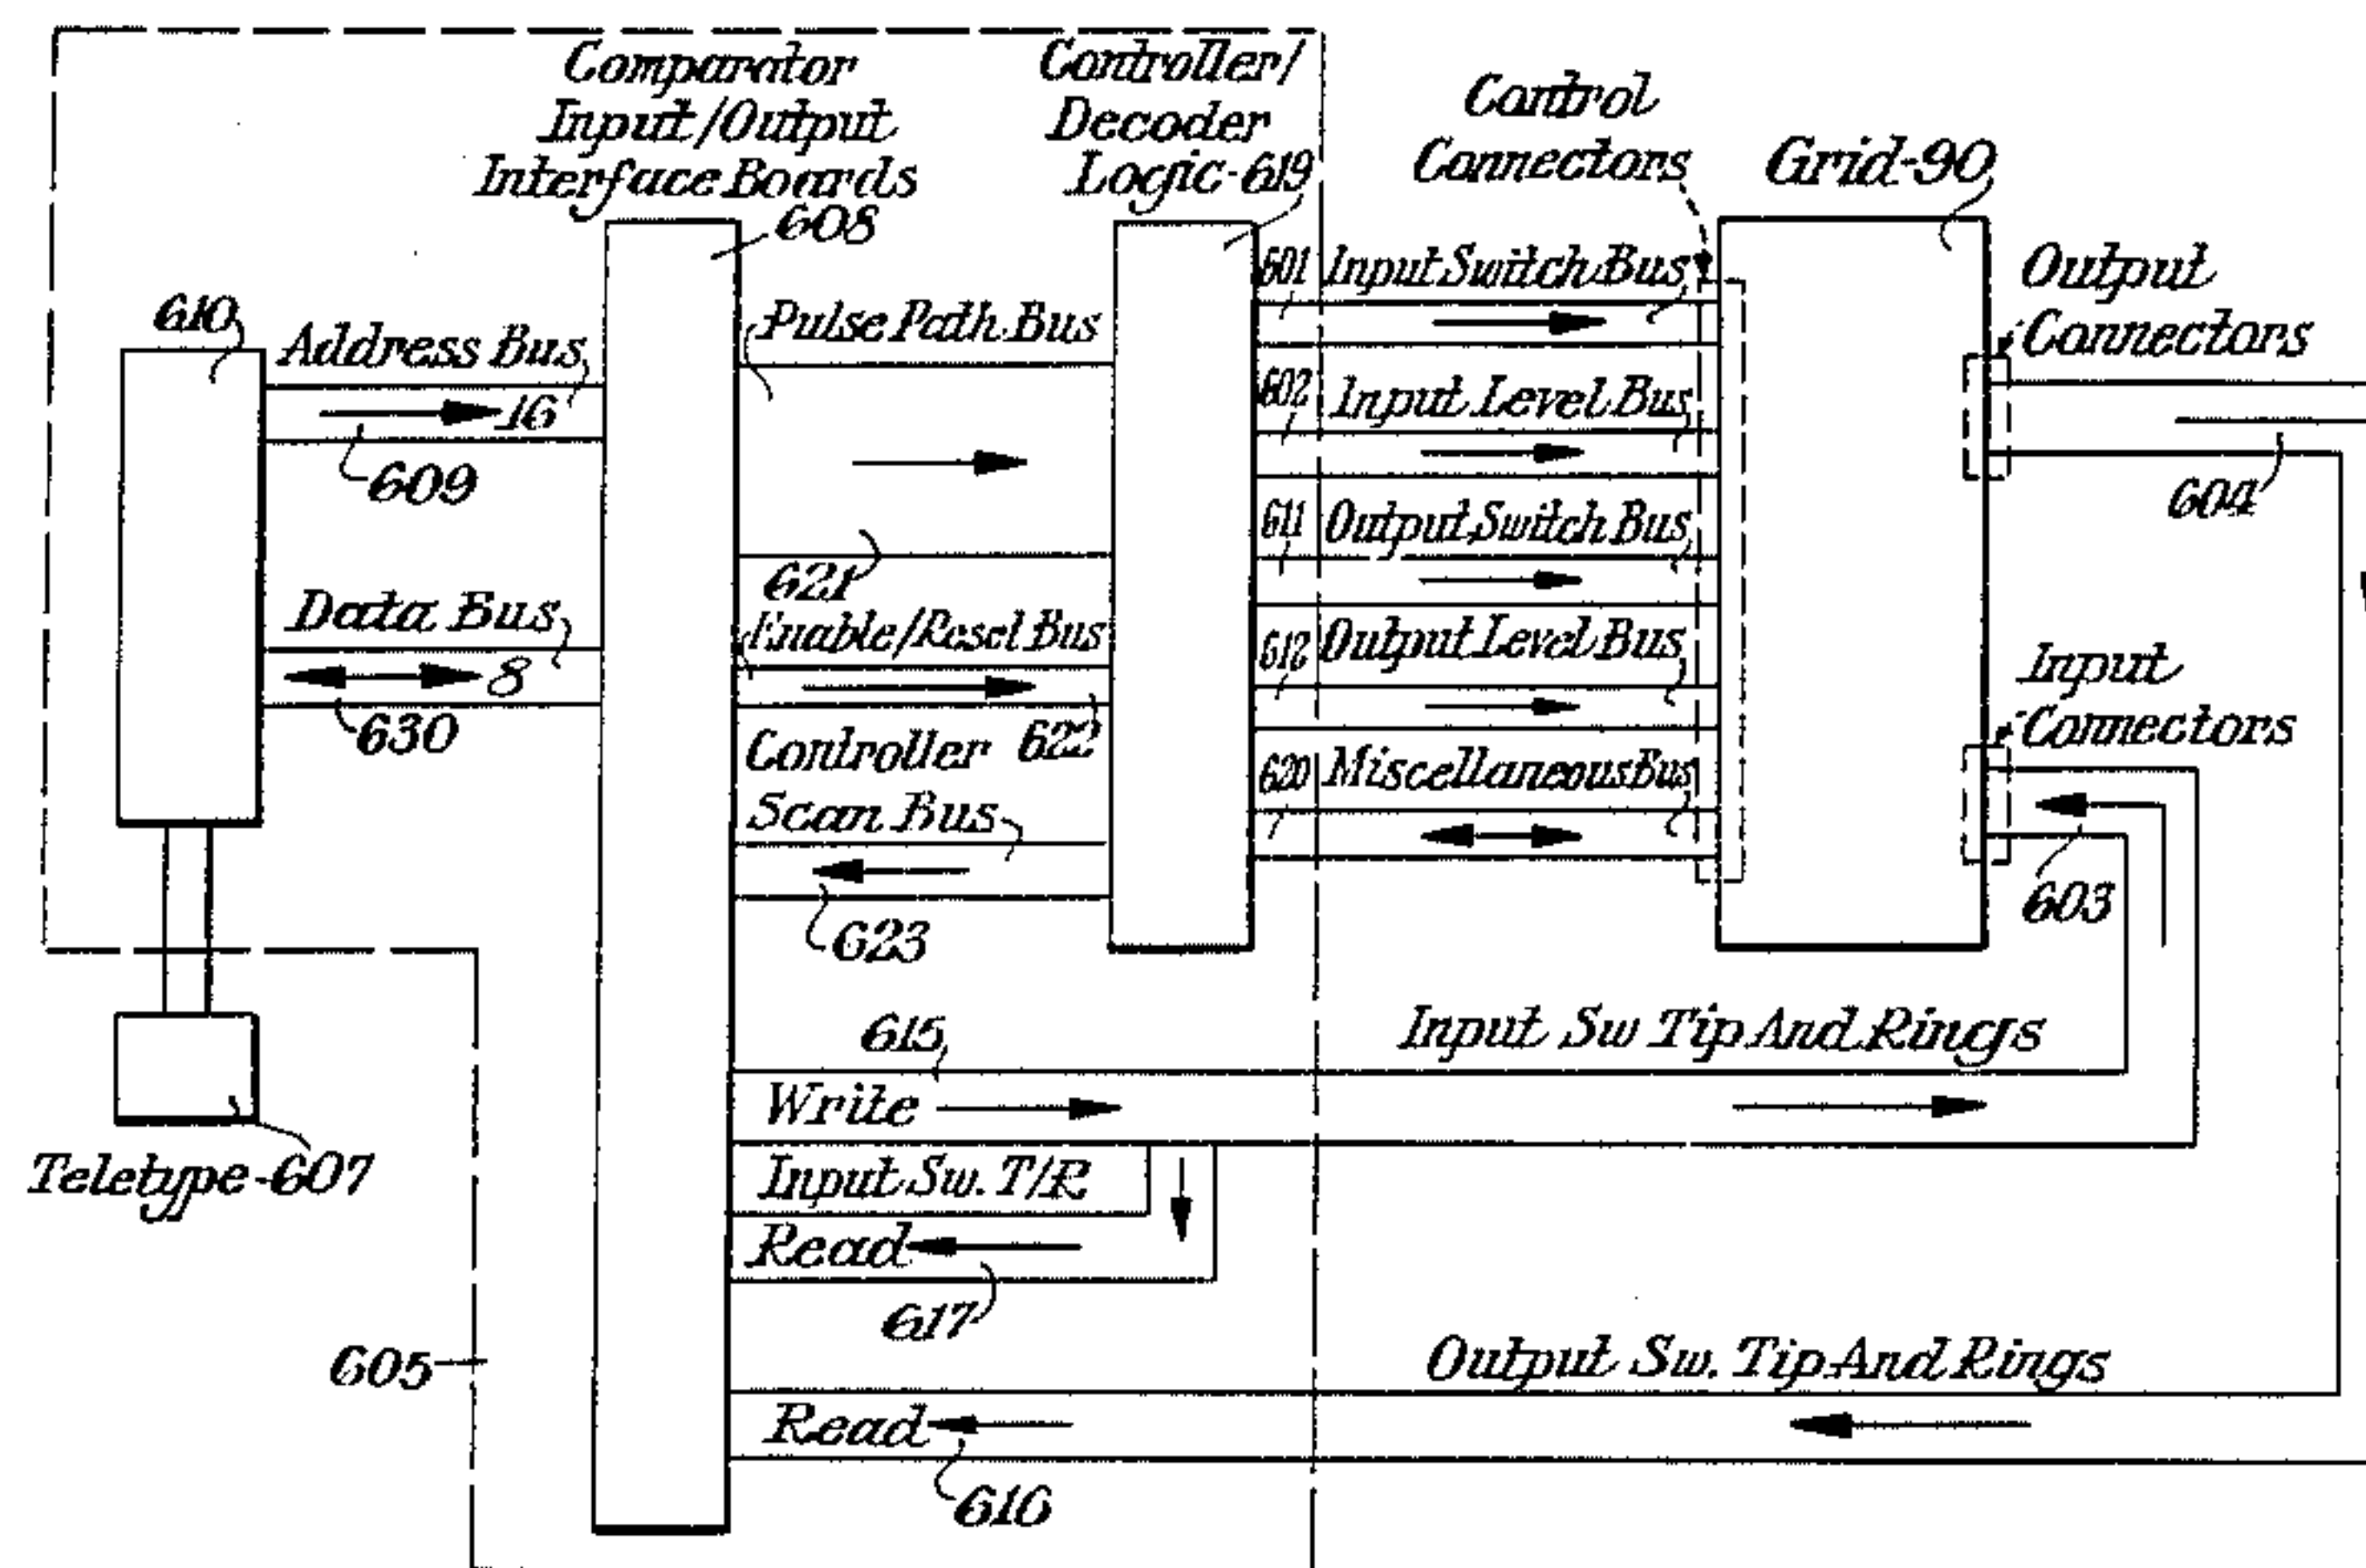 Comparator
Input/Output
Interface Boards
608
Controller/
Decoder
Logic-619
Control
Connectors
Grid-90
Output
Connectors
610
Address Bus
16
609
Data Bus
8
630
Pulse Path Bus
621
Enable/Reset Bus
622
Controller
Scan Bus
623
601 Input Switch Bus
602 Input Level Bus
611 Output Switch Bus
612 Output Level Bus
620 Miscellaneous Bus
604
Input
Connectors
603
Teletype-607
615
Input Sw Tip And Rings
Write
Input Sw. T/R
Read
617
605
Output Sw. Tip And Rings
Read
616